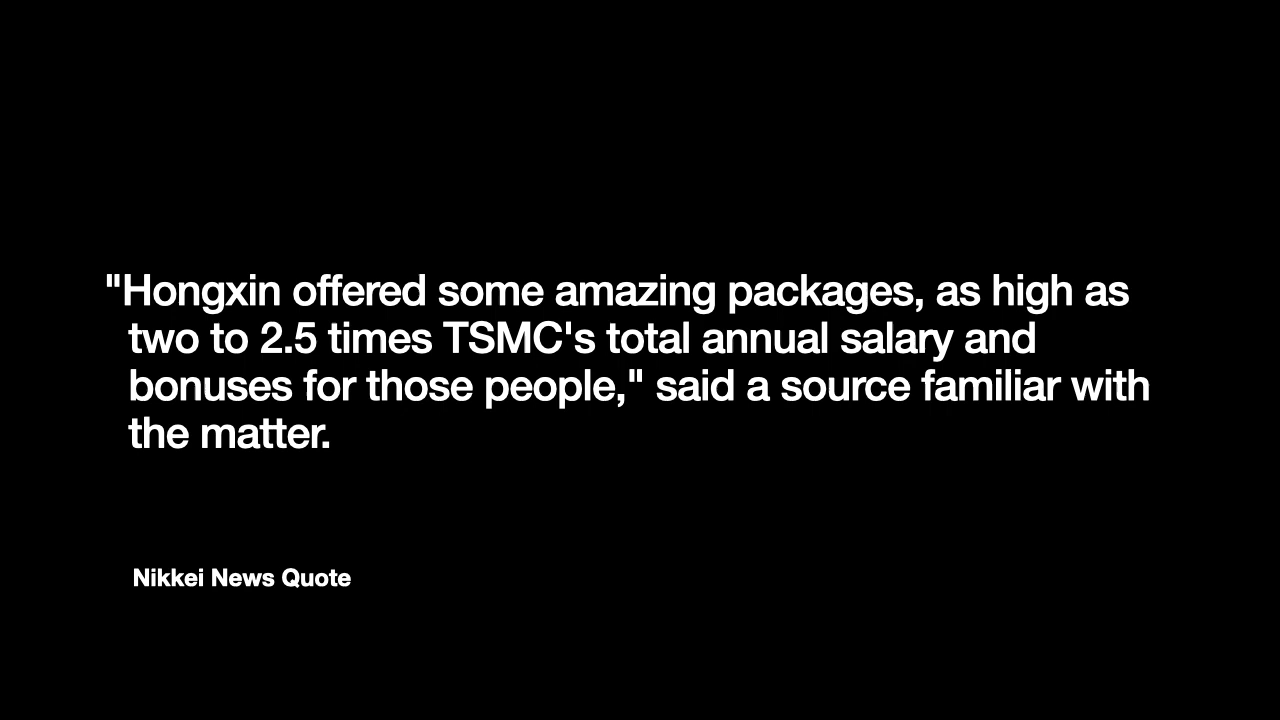 "Hongxin offered some amazing packages, as high as
two to 2.5 times TSMC's total annual salary and
bonuses for those people," said a source familiar with
the matter.
Nikkei News Quote